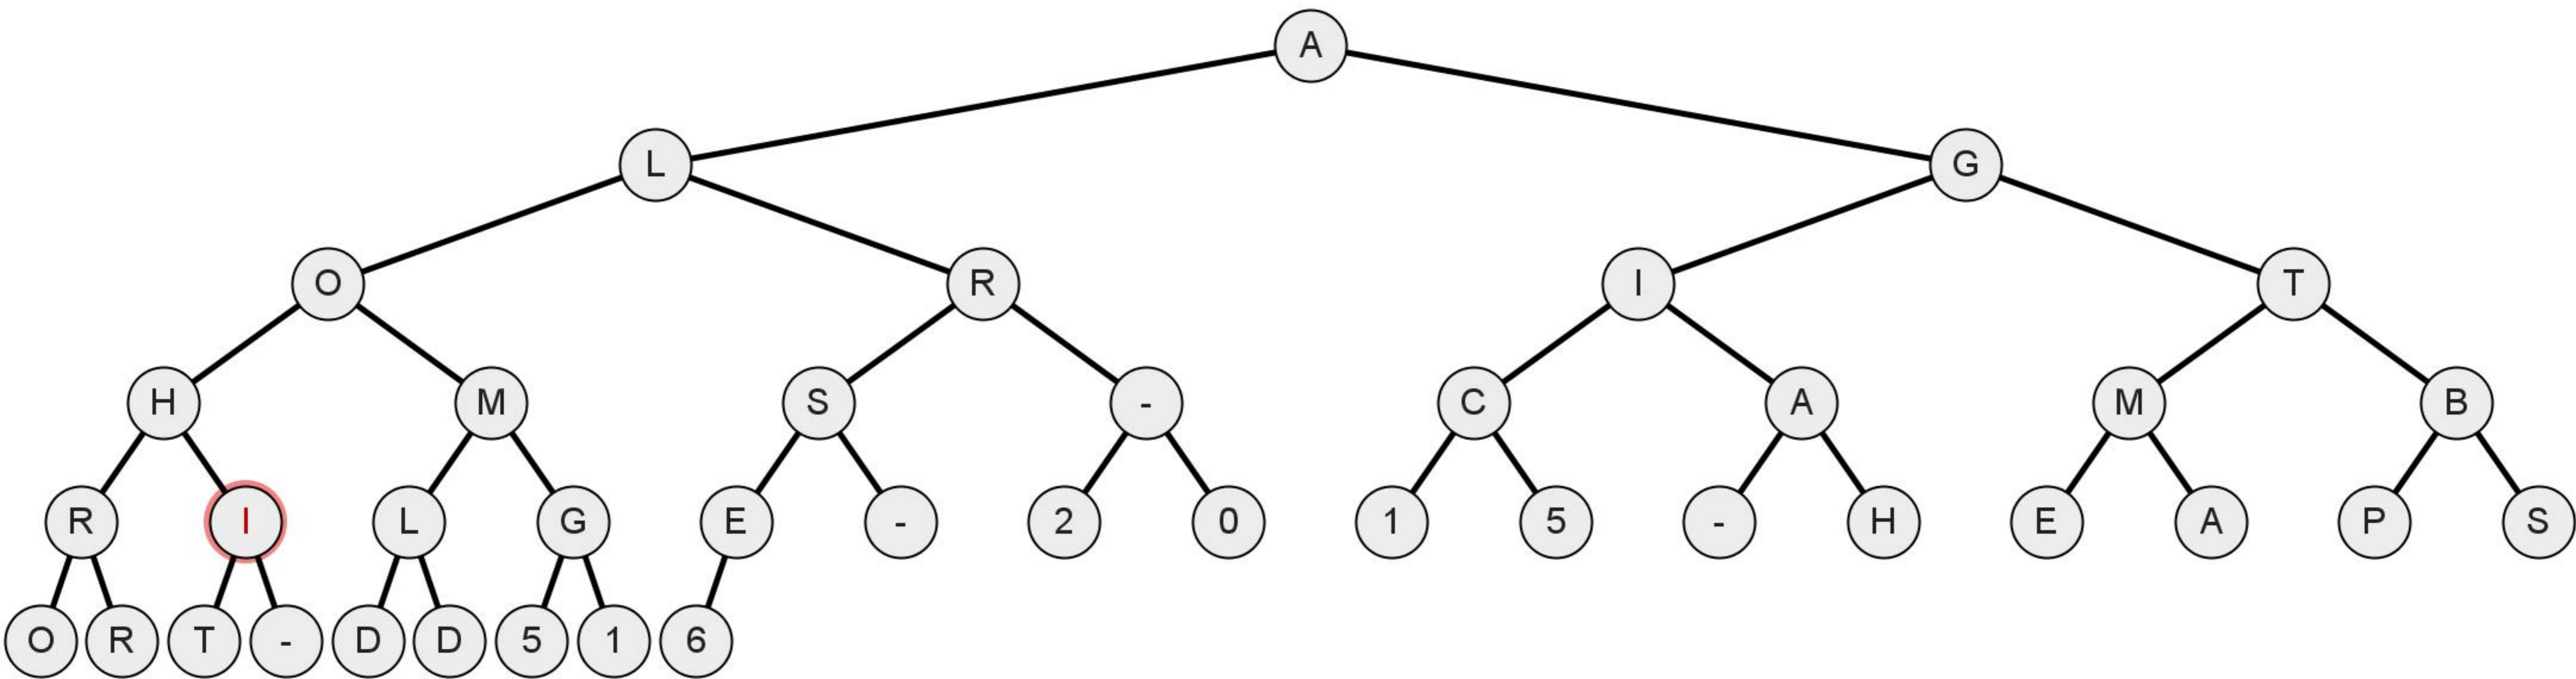 A
L G
O R I T
H M S - C A M B
R I L G E - 2 0 1 5 - H E A P S
O R T - D D 5 1 6